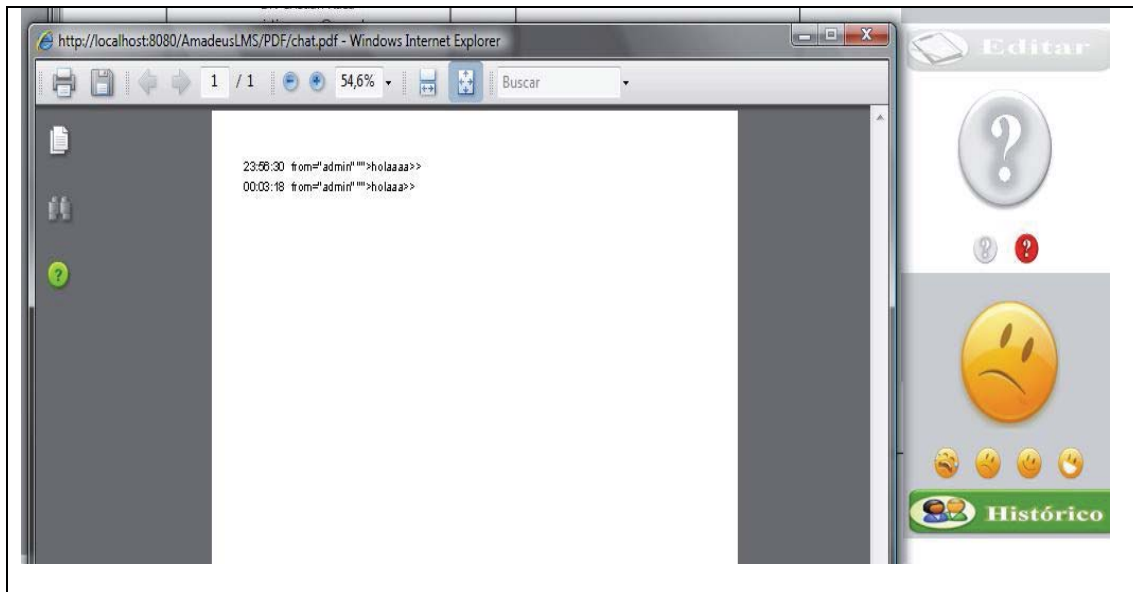 http://localhost:8080/AmadeusLMS/PDF/chat.pdf - Windows Internet Explorer
1 / 1 54,6% Buscar
23:56:30 from="admin" "">holaaaa>>
00:03:18 from="admin" "">holaaa>>
Editar
?
? ?
?
Histórico